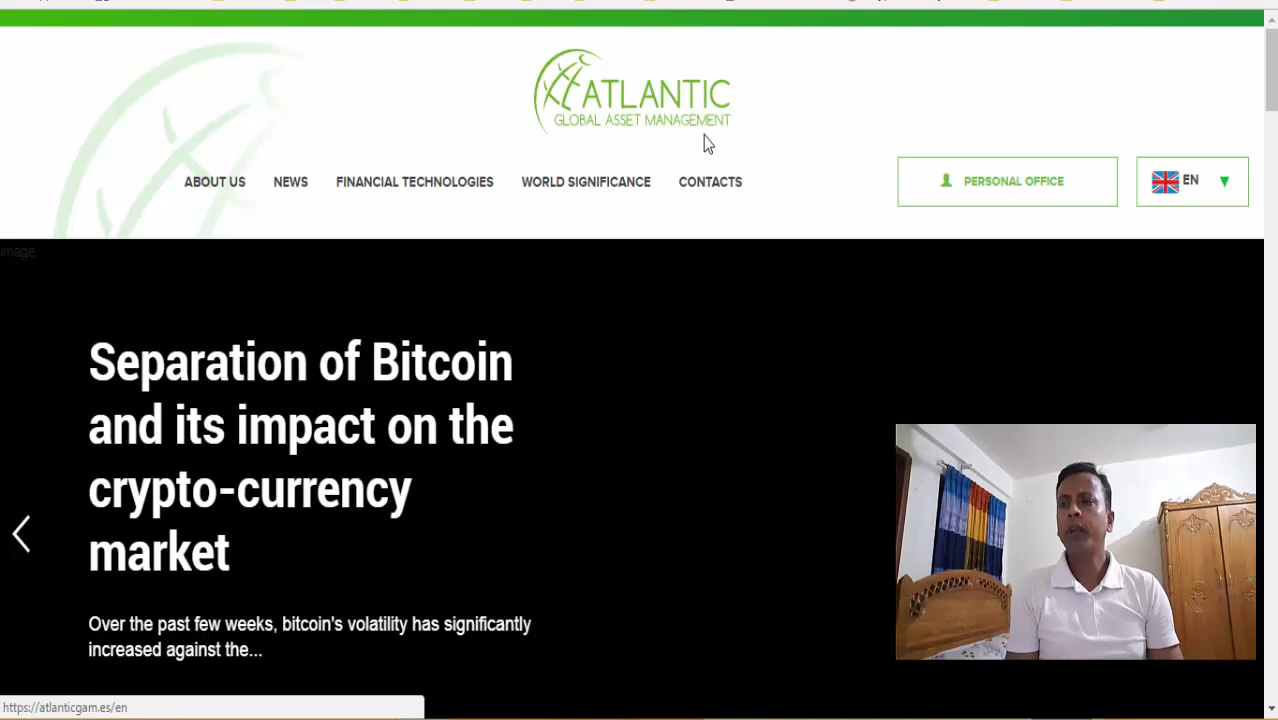 ATLANTIC
GLOBAL ASSET MANAGEMENT
ABOUT US NEWS FINANCIAL TECHNOLOGIES WORLD SIGNIFICANCE CONTACTS PERSONAL OFFICE EN
image
Separation of Bitcoin
and its impact on the
crypto-currency
market
Over the past few weeks, bitcoin's volatility has significantly
increased against the...
https://atlanticgam.es/en